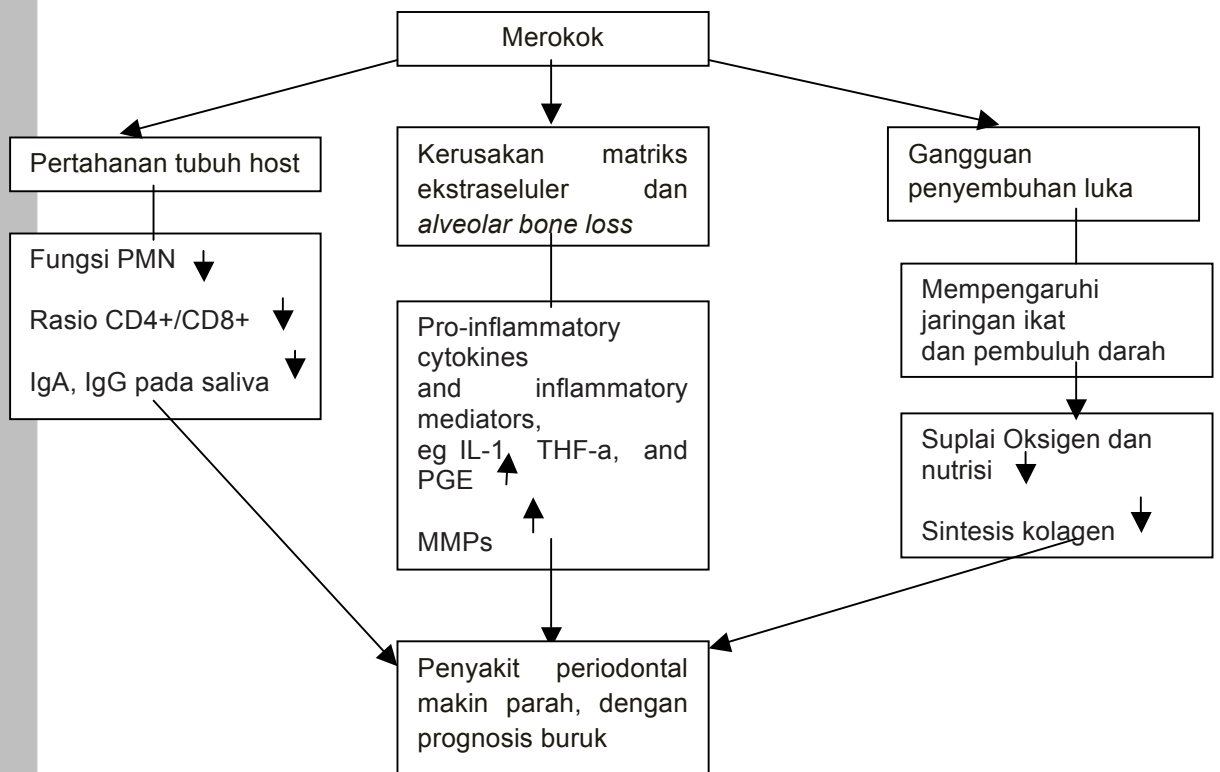 Merokok
Pertahanan tubuh host
Fungsi PMN
Rasio CD4+/CD8+
IgA, IgG pada saliva
Kerusakan matriks
ekstraseluler dan
alveolar bone loss
Pro-inflammatory
cytokines
and inflammatory
mediators,
eg IL-1, THF-a, and
PGE
MMPs
Gangguan
penyembuhan luka
Mempengaruhi
jaringan ikat
dan pembuluh darah
Suplai Oksigen dan
nutrisi
Sintesis kolagen
Penyakit periodontal
makin parah, dengan
prognosis buruk